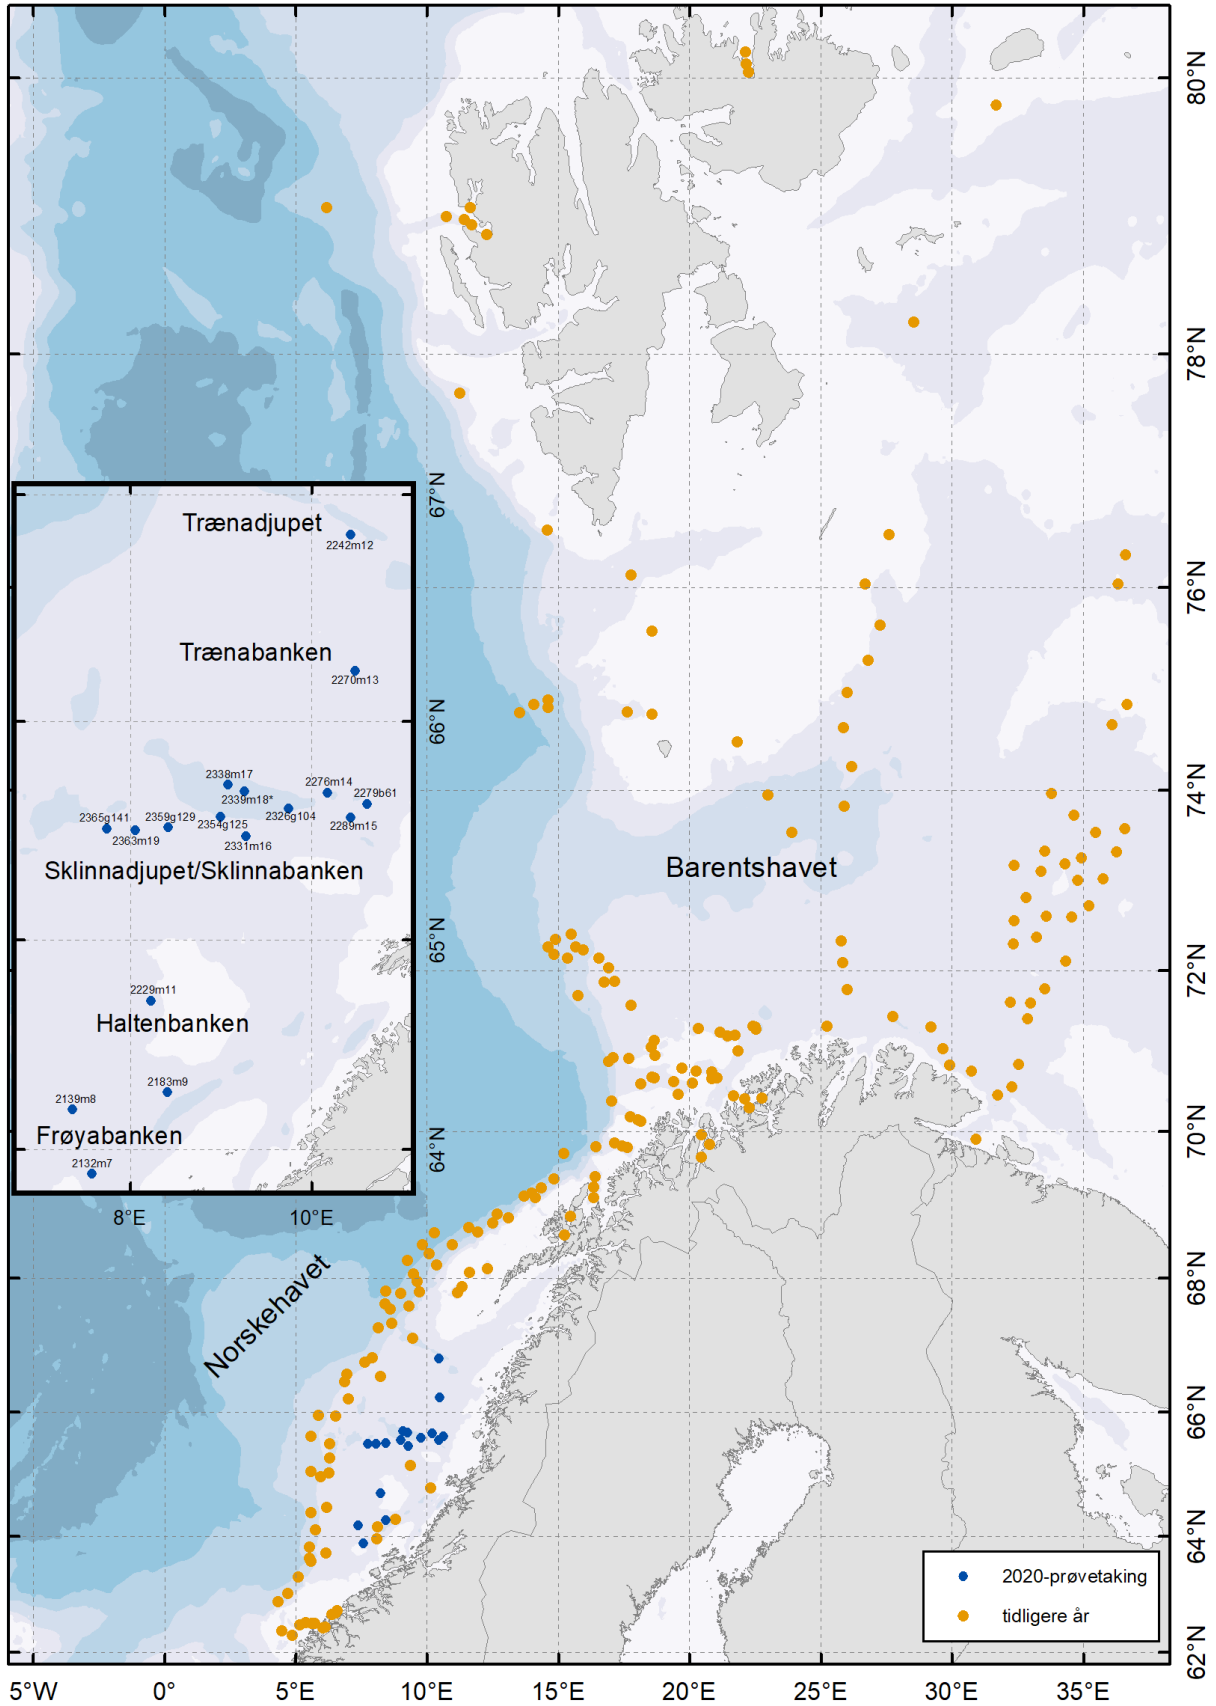 80°N
78°N
67°N
Trænadjupet
2242m12
76°N
Trænabanken
2270m13
66°N
74°N
2338m17
2276m14
2339m18*
2279b61
2365g141
2359g129
2326g104
2354g125
2289m15
2363m19
2331m16
Barentshavet
Sklinnadjupet/Sklinnabanken
65°N
72°N
2229m11
Haltenbanken
2183m9
2139m8
Frøyabanken
64°N
70°N
2132m7
8°E
10°E
Norskehavet
68°N
66°N
64°N
2020-prøvetaking
tidligere år
62°N
5°W
0°
5°E
10°E
15°E
20°E
25°E
30°E
35°E